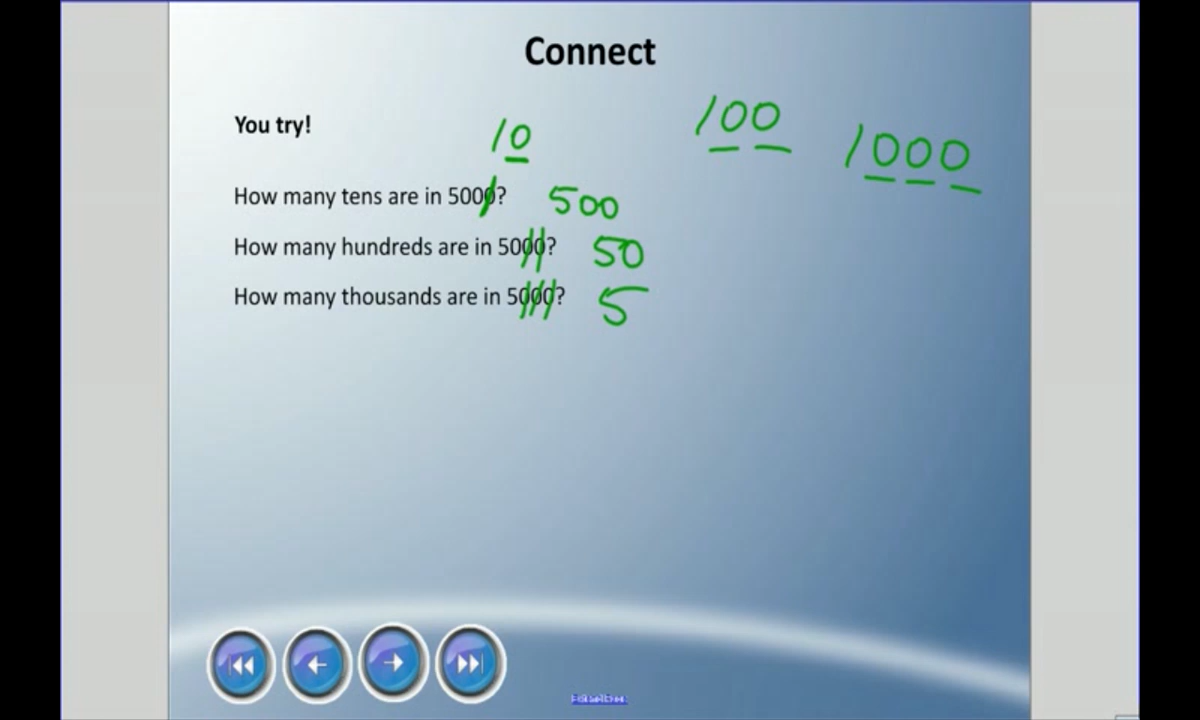 Connect
You try!
10
100
1000
How many tens are in 5000? 500
How many hundreds are in 5000? 50
How many thousands are in 5000? 5